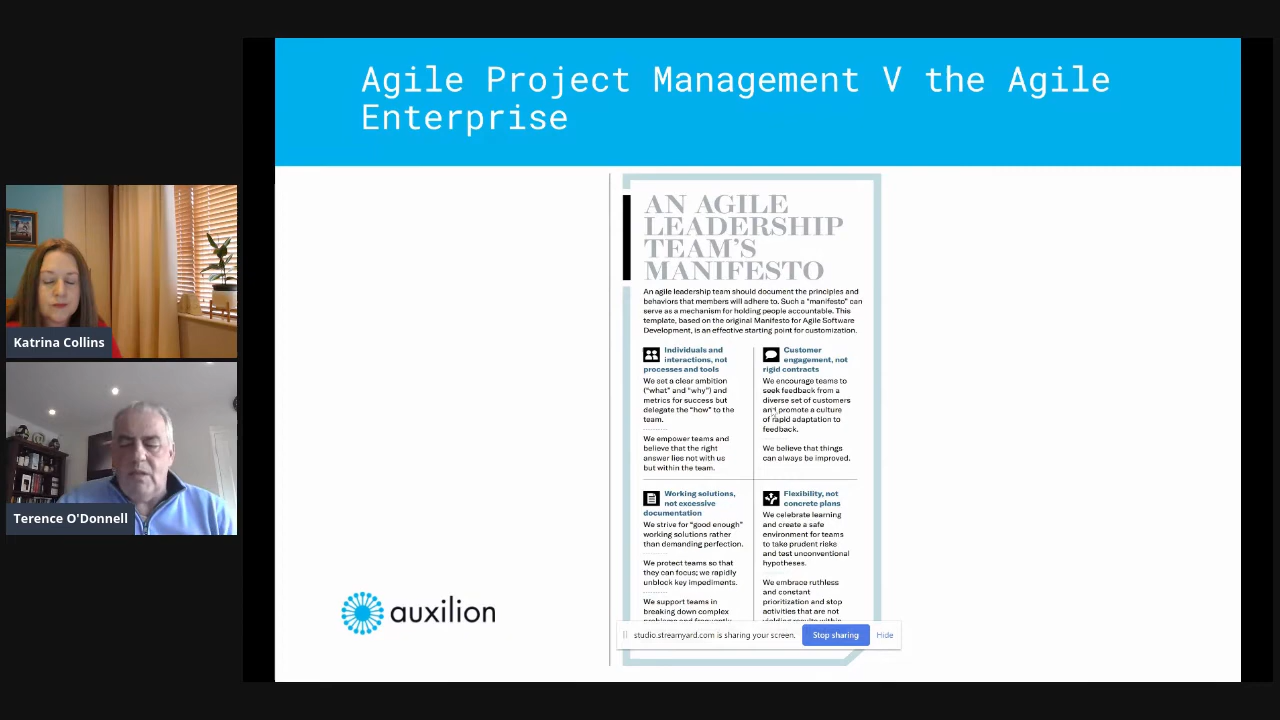 Agile Project Management V the Agile
Enterprise
Katrina Collins
Terence O'Donnell
AN AGILE
LEADERSHIP
TEAM'S
MANIFESTO
An agile leadership team should document the principles and
behaviors that members will adhere to. Such a "manifesto" can
serve as a mechanism for holding people accountable. This
template, based on the original Manifesto for Agile Software
Development, is an effective starting point for customization.
Individuals and
interactions, not
processes and tools
We set a clear ambition
("what" and "why") and
metrics for success but
delegate the "how" to the
team.
We empower teams and
believe that the right
answer lies not with us
but within the team.
Customer
engagement, not
rigid contracts
We encourage teams to
seek feedback from a
diverse set of customers
and promote a culture
of rapid adaptation to
feedback.
We believe that things
can always be improved.
Working solutions,
not excessive
documentation
We strive for "good enough"
working solutions rather
than demanding perfection.
We protect teams so that
they can focus; we rapidly
unblock key impediments.
We support teams in
breaking down complex
Flexibility, not
concrete plans
We celebrate learning
and create a safe
environment for teams
to take prudent risks
and test unconventional
hypotheses.
We embrace ruthless
and constant
prioritization and stop
activities that are not
auxilion
studio.streamyard.com is sharing your screen.
Stop sharing
Hide